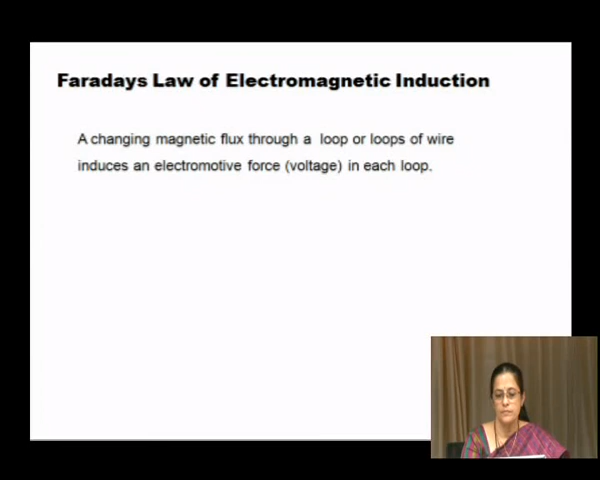 Faradays Law of Electromagnetic Induction
A changing magnetic flux through a loop or loops of wire
induces an electromotive force (voltage) in each loop.